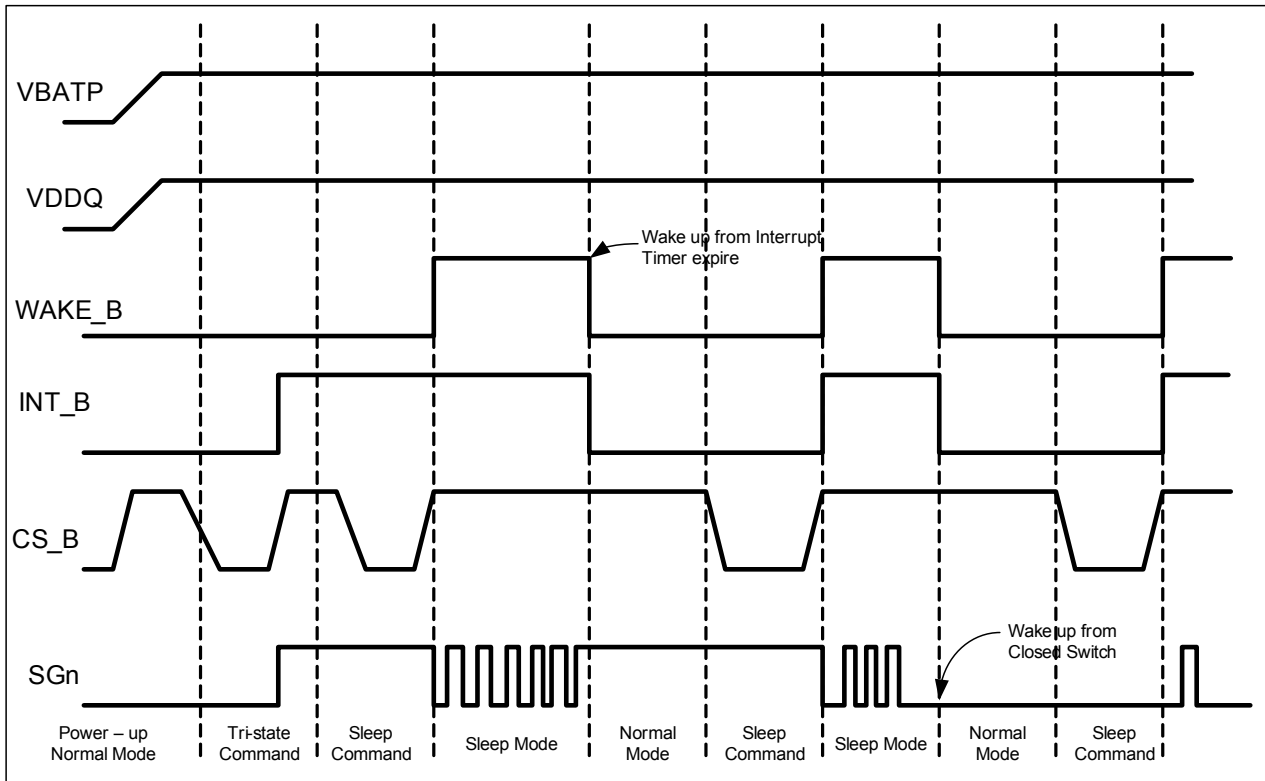 VBATP
VDDQ
Wake up from Interrupt
Timer expire
WAKE_B
INT_B
CS_B
Wake up from
Closed Switch
SGn
Power – up
Normal Mode
Tri-state
Command
Sleep
Command
Sleep Mode
Normal
Mode
Sleep
Command
Sleep Mode
Normal
Mode
Sleep
Command